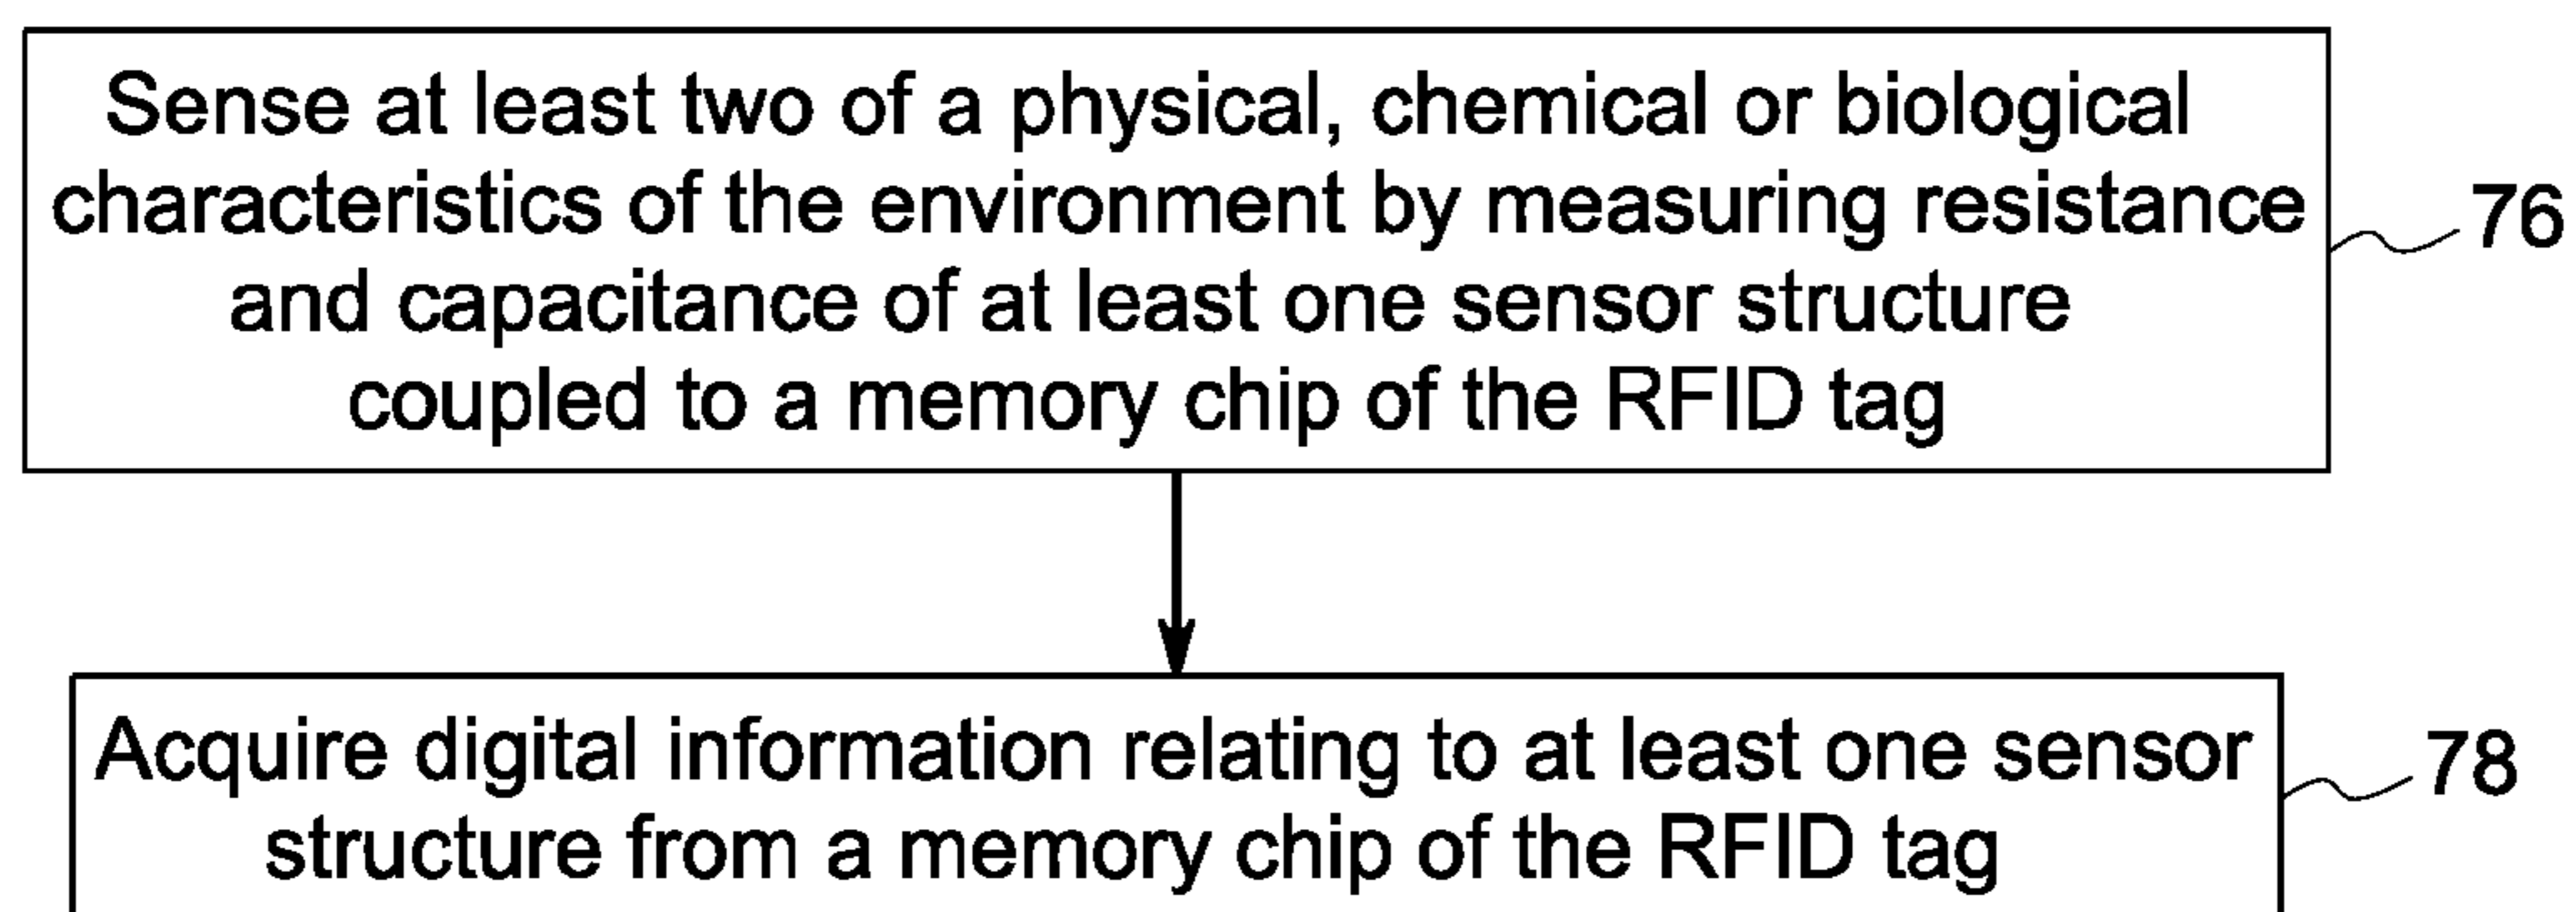 Sense at least two of a physical, chemical or biological
characteristics of the environment by measuring resistance
and capacitance of at least one sensor structure
coupled to a memory chip of the RFID tag
76
Acquire digital information relating to at least one sensor
structure from a memory chip of the RFID tag
78